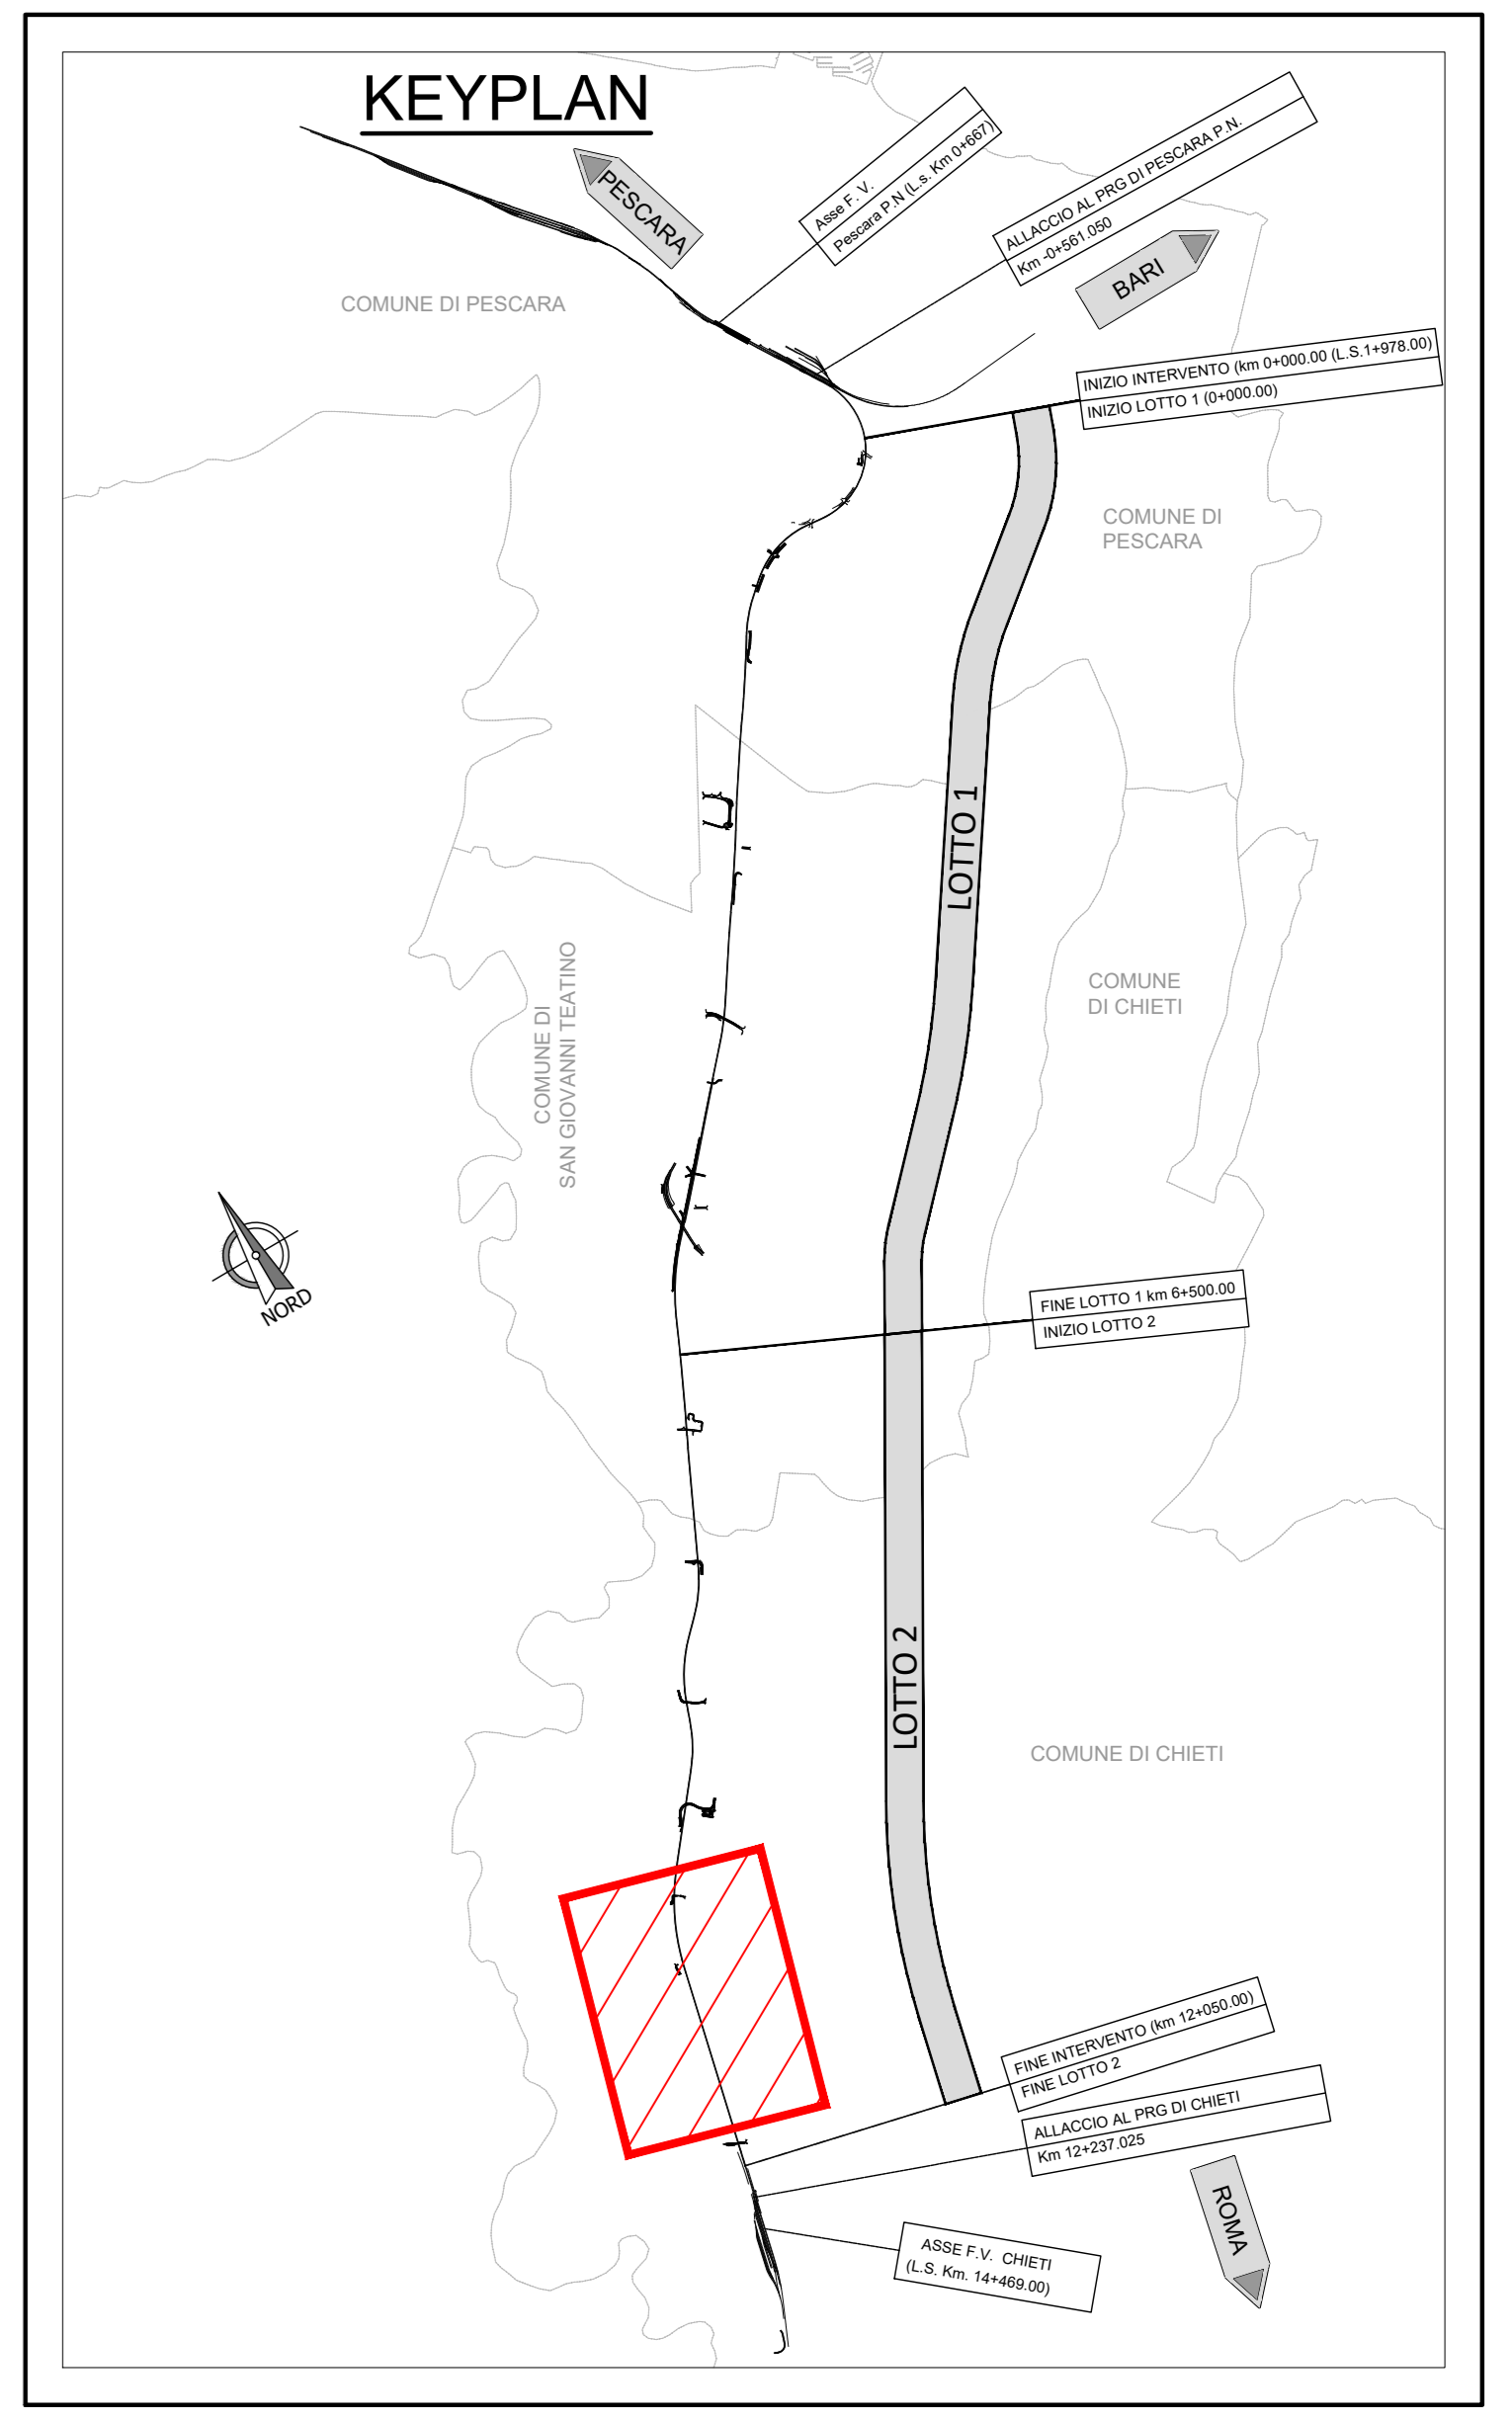 KEYPLAN
PESCARA
Asse F. V.
Pescara P.N (L.s. Km 0+667)
ALLACCIO AL PRG DI PESCARA P.N.
Km -0+561.050
BARI
COMUNE DI PESCARA
INIZIO INTERVENTO (km 0+000.00 (L.S.1+978.00)
INIZIO LOTTO 1 (0+000.00)
COMUNE DI
PESCARA
LOTTO 1
COMUNE
DI CHIETI
COMUNE DI
SAN GIOVANNI TEATINO
NORD
FINE LOTTO 1 km 6+500.00
INIZIO LOTTO 2
LOTTO 2
COMUNE DI CHIETI
FINE INTERVENTO (km 12+050.00)
FINE LOTTO 2
ALLACCIO AL PRG DI CHIETI
Km 12+237.025
ROMA
ASSE F.V. CHIETI
(L.S. Km. 14+469.00)